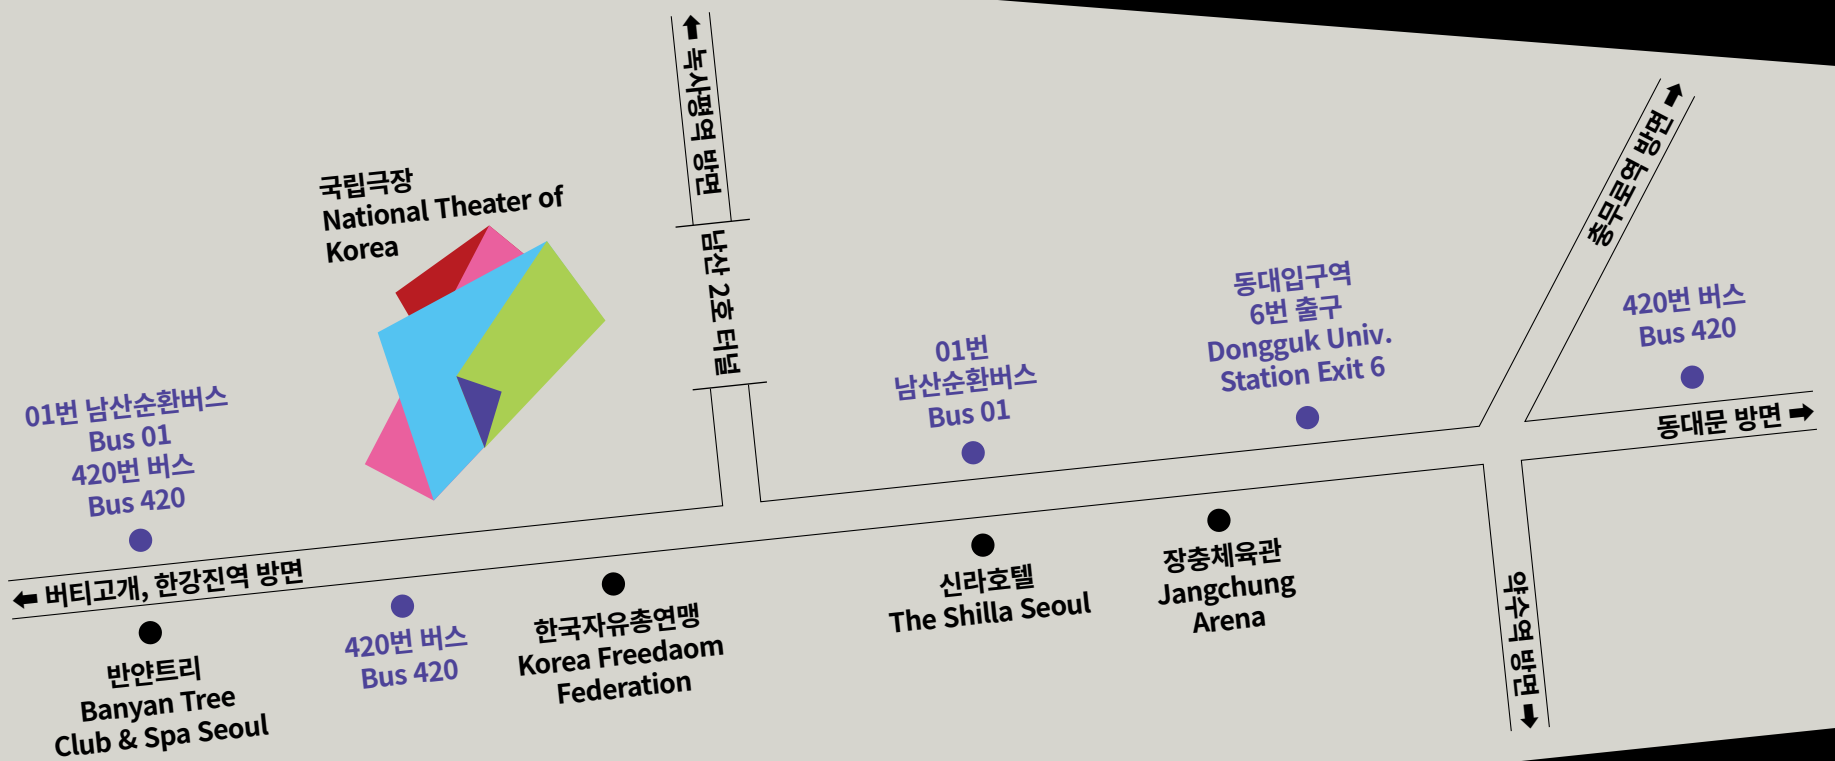 녹사평역 방면
남산 2호 터널
국립극장
National Theater of
Korea
01번 남산순환버스
Bus 01
420번 버스
Bus 420
01번
남산순환버스
Bus 01
동대입구역
6번 출구
Dongguk Univ.
Station Exit 6
충무로역 방면
420번 버스
Bus 420
동대문 방면
버티고개, 한강진역 방면
반얀트리
Banyan Tree
Club & Spa Seoul
420번 버스
Bus 420
한국자유총연맹
Korea Freedaom
Federation
신라호텔
The Shilla Seoul
장충체육관
Jangchung
Arena
약수역 방면